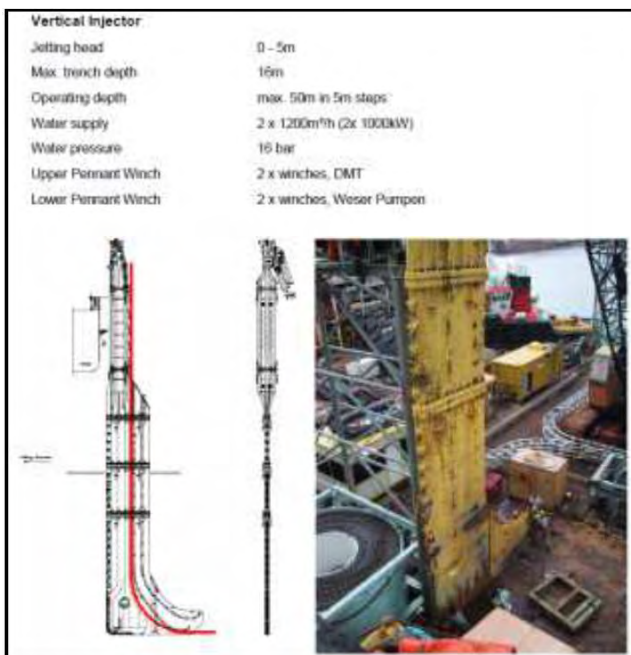 Vertical Injector
Jetting head 0 - 5m
Max. trench depth 16m
Operating depth max. 50m in 5m steps
Water supply 2 x 1200m³/h (2x 1000kW)
Water pressure 16 bar
Upper Pennant Winch 2 x winches, DMT
Lower Pennant Winch 2 x winches, Weser Pumpen